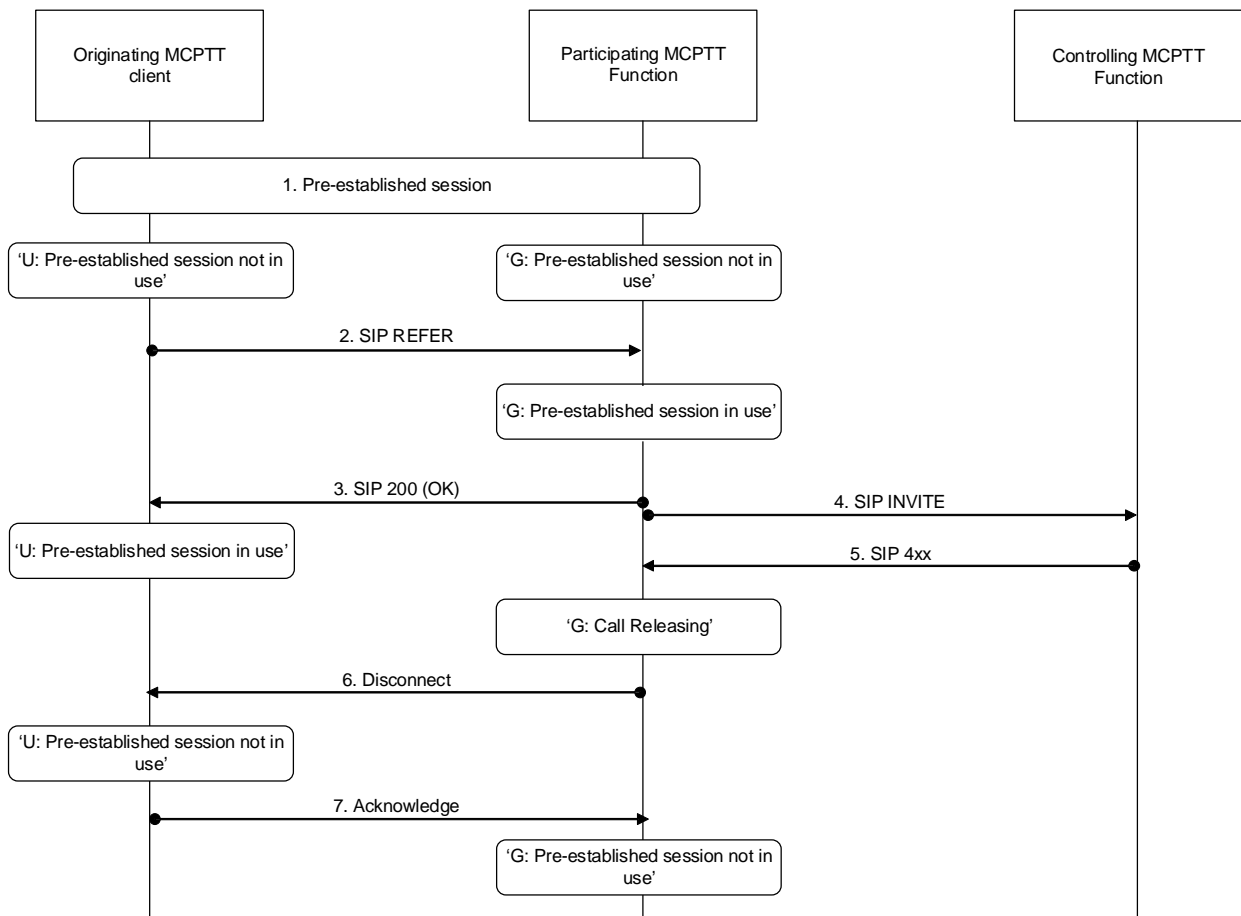 Originating MCPTT
client
Participating MCPTT
Function
Controlling MCPTT
Function
1. Pre-established session
‘U: Pre-established session not in
use’
‘G: Pre-established session not in
use’
2. SIP REFER
‘G: Pre-established session in use’
3. SIP 200 (OK)
4. SIP INVITE
‘U: Pre-established session in use’
5. SIP 4xx
‘G: Call Releasing’
6. Disconnect
‘U: Pre-established session not in
use’
7. Acknowledge
‘G: Pre-established session not in
use’